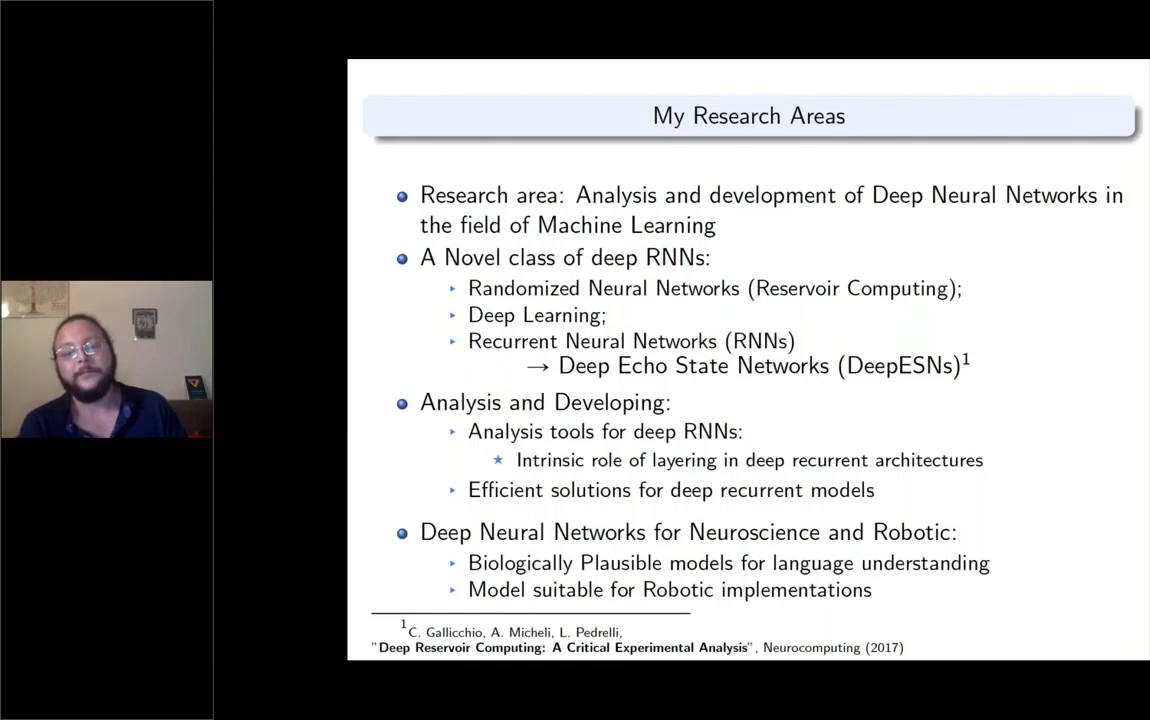 My Research Areas
Research area: Analysis and development of Deep Neural Networks in
the field of Machine Learning
A Novel class of deep RNNs:
Randomized Neural Networks (Reservoir Computing);
Deep Learning;
Recurrent Neural Networks (RNNs)
→ Deep Echo State Networks (DeepESNs)¹
Analysis and Developing:
Analysis tools for deep RNNs:
Intrinsic role of layering in deep recurrent architectures
Efficient solutions for deep recurrent models
Deep Neural Networks for Neuroscience and Robotic:
Biologically Plausible models for language understanding
Model suitable for Robotic implementations
¹C. Gallicchio, A. Micheli, L. Pedrelli,
"Deep Reservoir Computing: A Critical Experimental Analysis", Neurocomputing (2017)